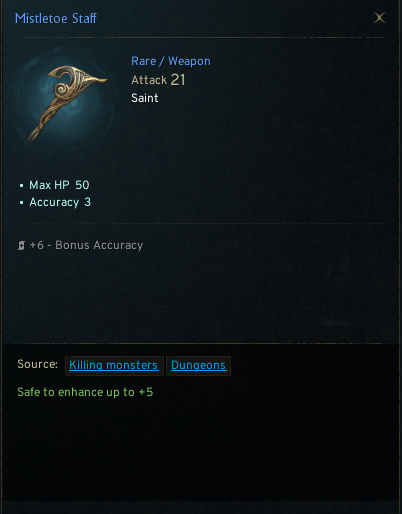 Mistletoe Staff
Rare / Weapon
Attack 21
Saint
• Max HP 50
• Accuracy 3
+6 - Bonus Accuracy
Source: Killing monsters Dungeons
Safe to enhance up to +5